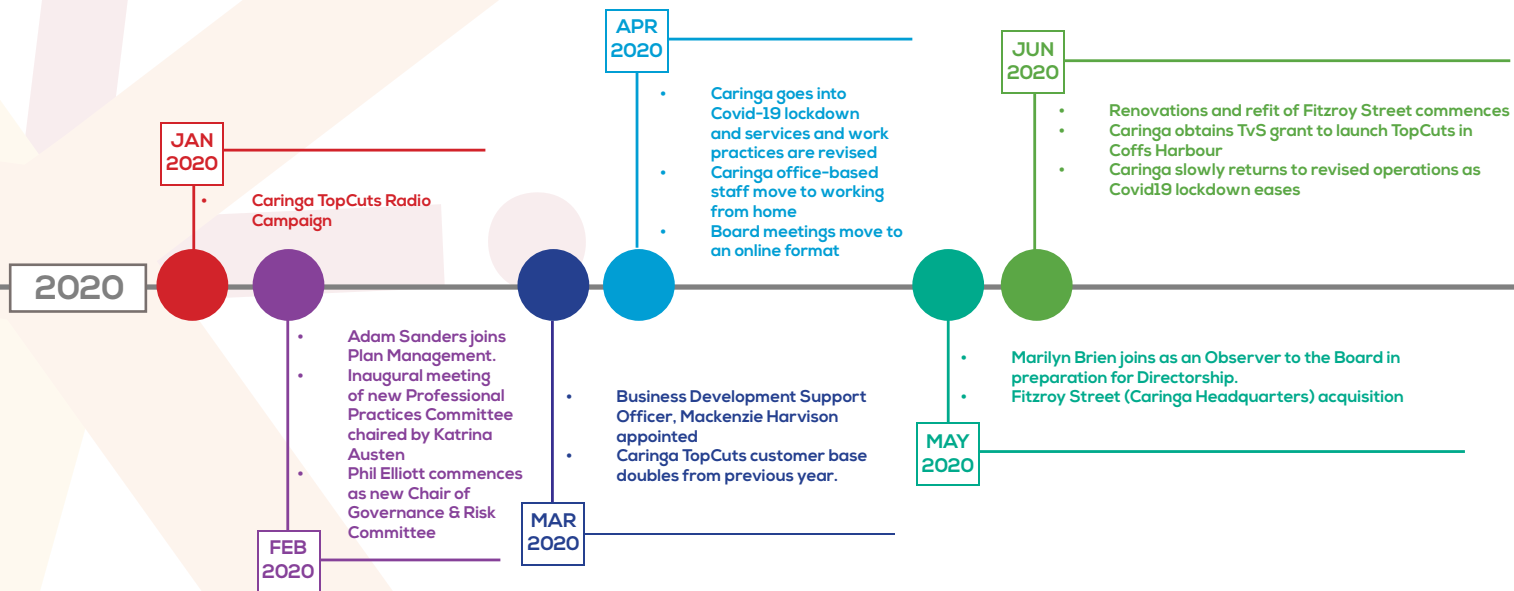 2020
JAN
2020
• Caringa TopCuts Radio
Campaign
FEB
2020
• Adam Sanders joins
Plan Management.
• Inaugural meeting
of new Professional
Practices Committee
chaired by Katrina
Austen
• Phil Elliott commences
as new Chair of
Governance & Risk
Committee
MAR
2020
• Business Development Support
Officer, Mackenzie Harvison
appointed
• Caringa TopCuts customer base
doubles from previous year.
APR
2020
• Caringa goes into
Covid-19 lockdown
and services and work
practices are revised
• Caringa office-based
staff move to working
from home
• Board meetings move to
an online format
MAY
2020
• Marilyn Brien joins as an Observer to the Board in
preparation for Directorship.
• Fitzroy Street (Caringa Headquarters) acquisition
JUN
2020
• Renovations and refit of Fitzroy Street commences
• Caringa obtains TvS grant to launch TopCuts in
Coffs Harbour
• Caringa slowly returns to revised operations as
Covid19 lockdown eases